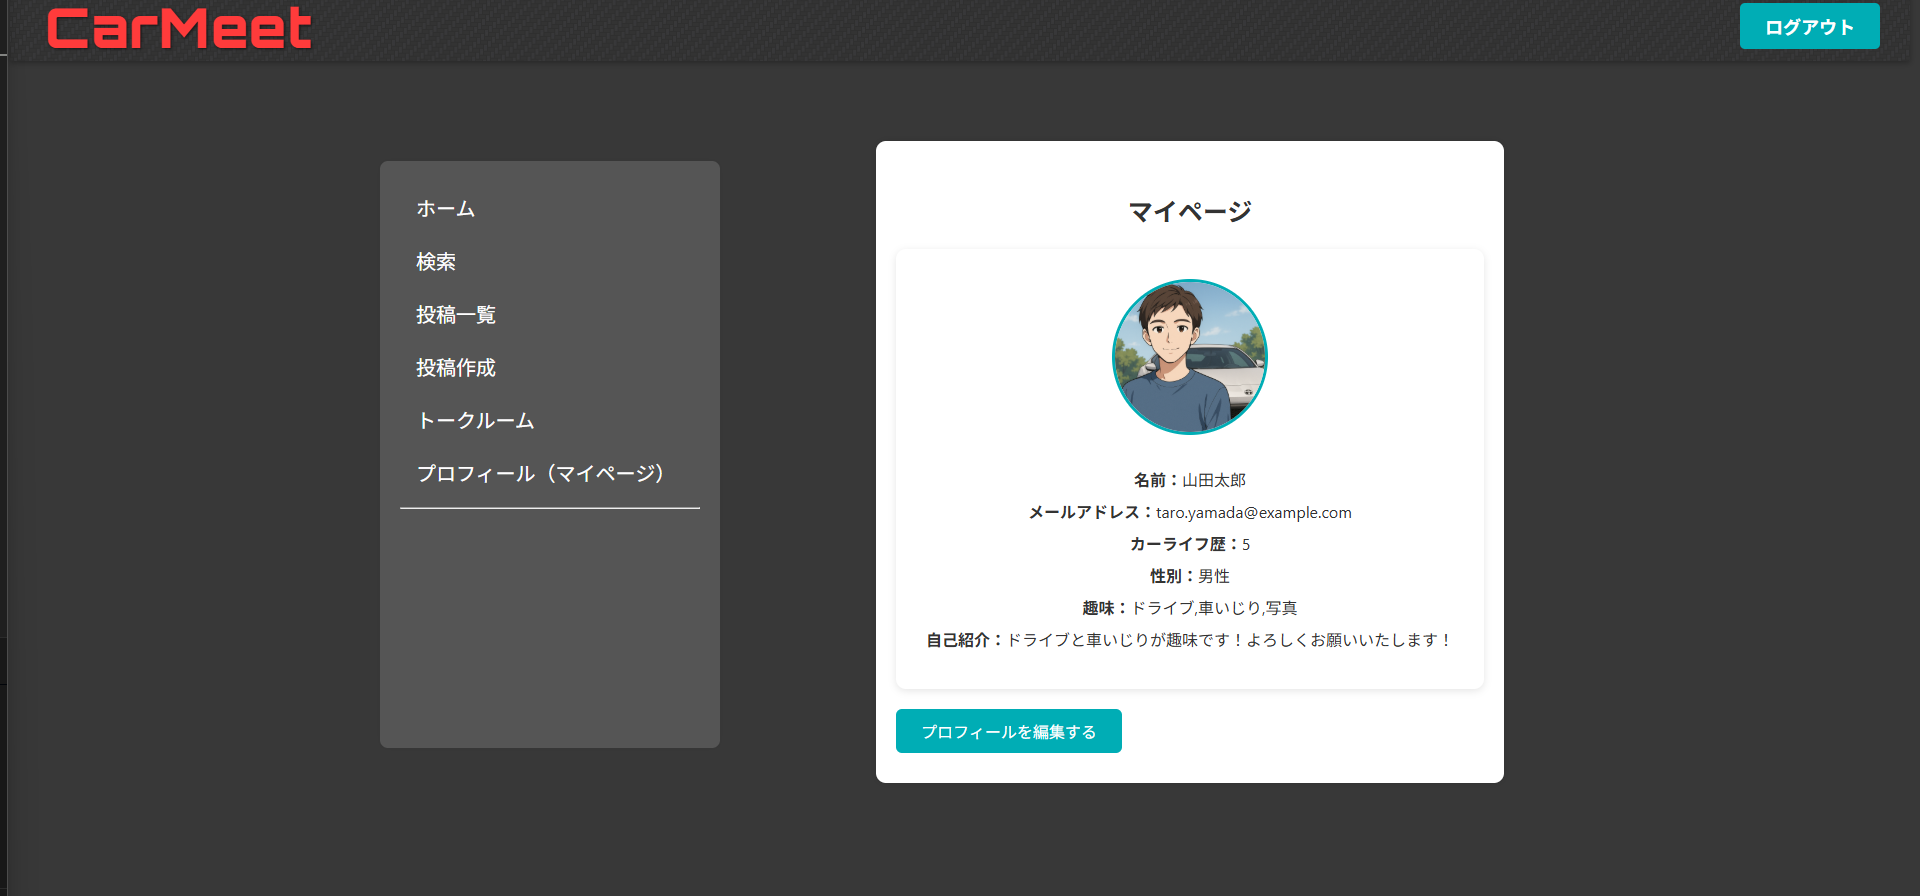 CarMeet
ログアウト
ホーム
検索
投稿一覧
投稿作成
トークルーム
プロフィール（マイページ）
マイページ
名前：山田太郎
メールアドレス：taro.yamada@example.com
カーライフ歴：5
性別：男性
趣味：ドライブ,車いじり,写真
自己紹介：ドライブと車いじりが趣味です！よろしくお願いいたします！
プロフィールを編集する